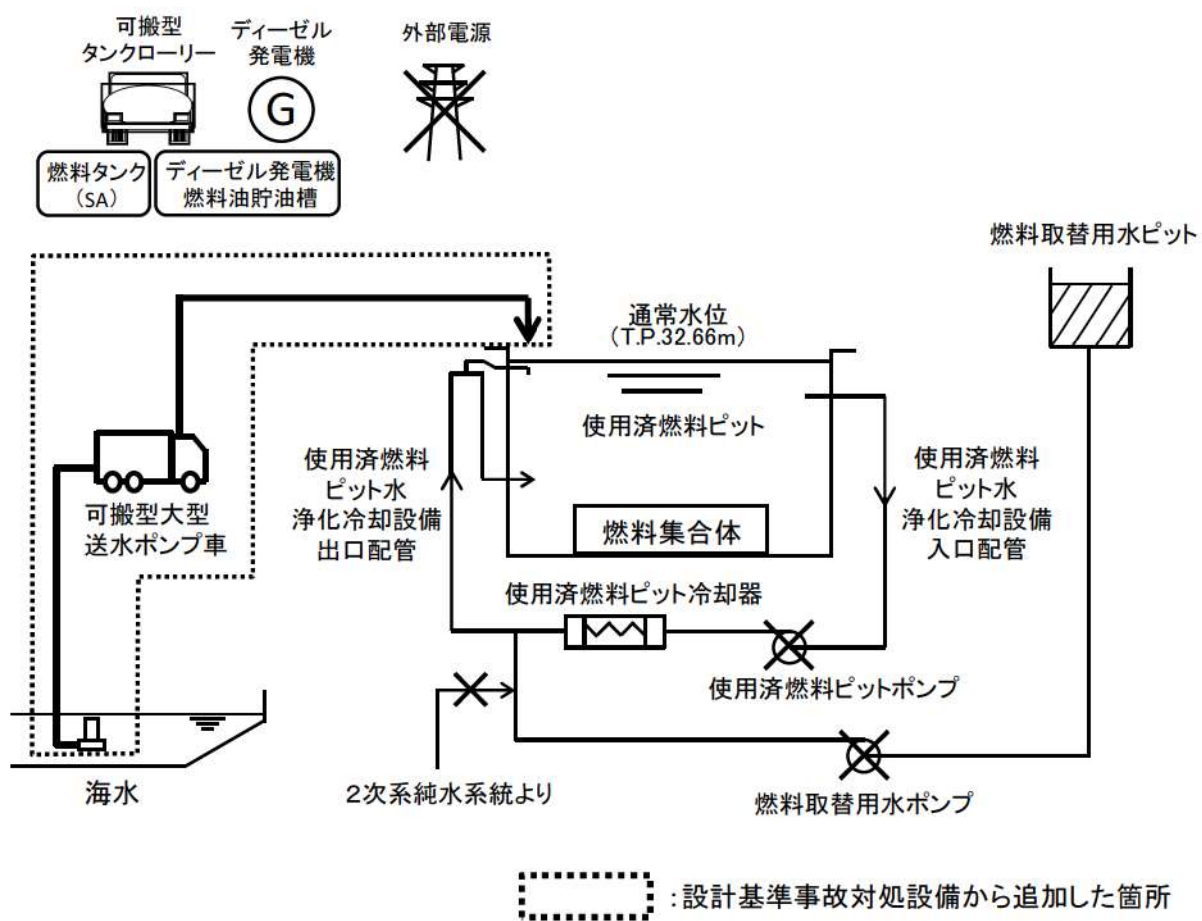 可搬型
タンクローリー
ディーゼル
発電機
外部電源
G
燃料タンク
(SA)
ディーゼル発電機
燃料油貯油槽
燃料取替用水ピット
通常水位
(T.P.32.66m)
使用済燃料ピット
使用済燃料
ピット水
浄化冷却設備
出口配管
使用済燃料
ピット水
浄化冷却設備
入口配管
可搬型大型
送水ポンプ車
燃料集合体
使用済燃料ピット冷却器
使用済燃料ピットポンプ
海水
2次系純水系統より
燃料取替用水ポンプ
:設計基準事故対処設備から追加した箇所